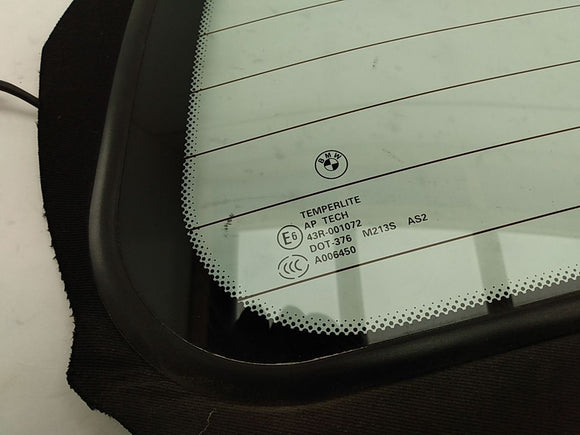 BMW
TEMPERLITE
AP TECH
E6 43R-001072
DOT-376 M213S AS2
CCC A006450